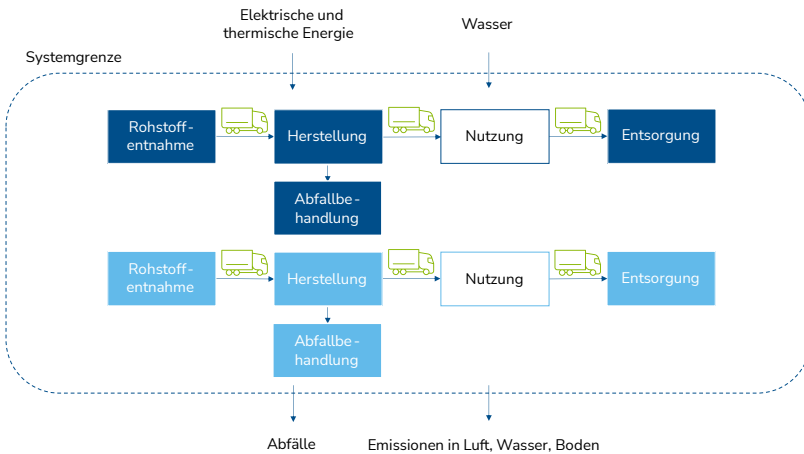 Elektrische und
thermische Energie
Wasser
Systemgrenze
Rohstoff-
entnahme
Herstellung
Nutzung
Entsorgung
Abfallbe-
handlung
Rohstoff-
entnahme
Herstellung
Nutzung
Entsorgung
Abfallbe-
handlung
Abfälle
Emissionen in Luft, Wasser, Boden